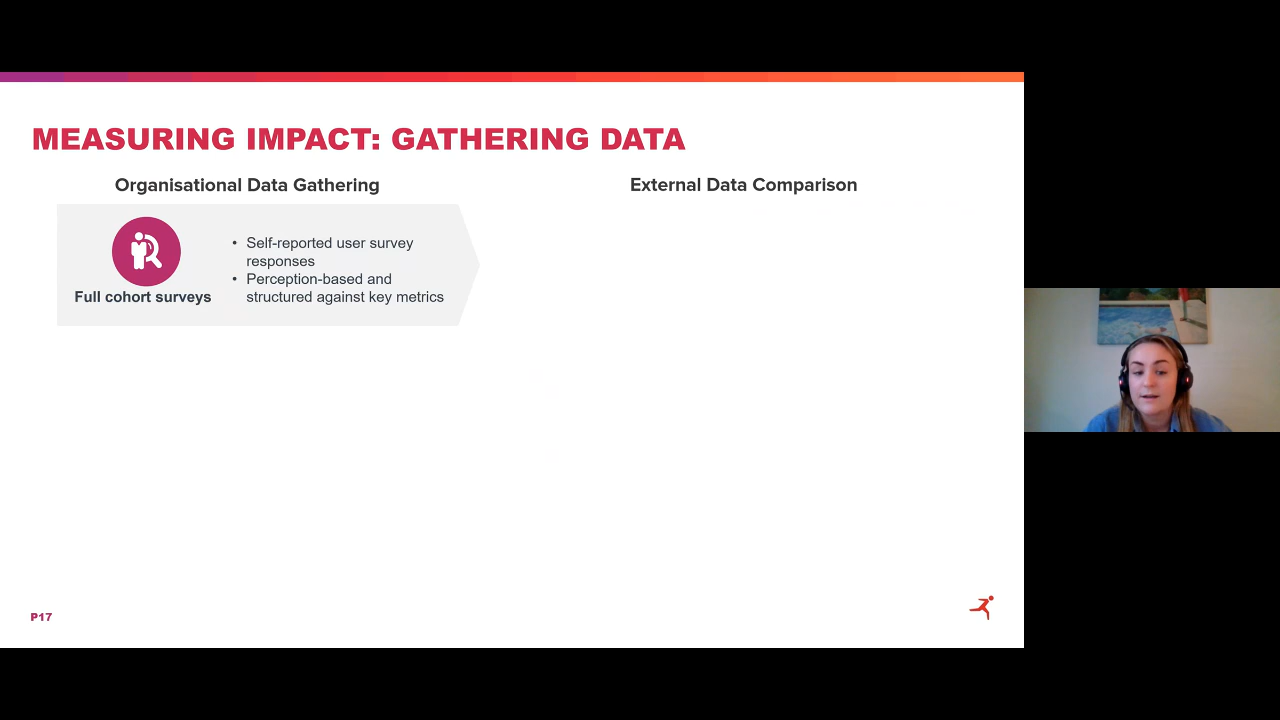 MEASURING IMPACT: GATHERING DATA
Organisational Data Gathering
External Data Comparison
Full cohort surveys
• Self-reported user survey
responses
• Perception-based and
structured against key metrics
P17